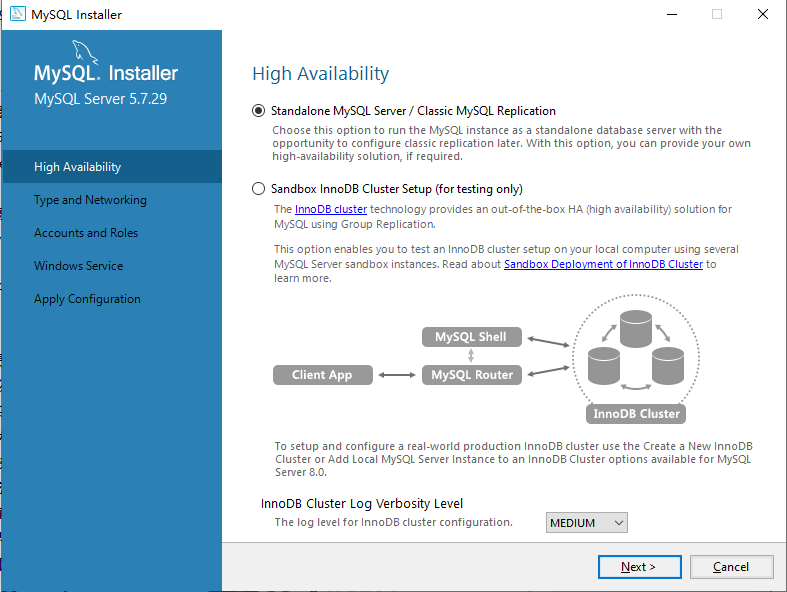 MySQL Installer
MySQL. Installer
MySQL Server 5.7.29
High Availability
Type and Networking
Accounts and Roles
Windows Service
Apply Configuration
High Availability
Standalone MySQL Server / Classic MySQL Replication
Choose this option to run the MySQL instance as a standalone database server with the
opportunity to configure classic replication later. With this option, you can provide your own
high-availability solution, if required.
Sandbox InnoDB Cluster Setup (for testing only)
The InnoDB cluster technology provides an out-of-the-box HA (high availability) solution for
MySQL using Group Replication.
This option enables you to test an InnoDB cluster setup on your local computer using several
MySQL Server sandbox instances. Read about Sandbox Deployment of InnoDB Cluster to
learn more.
MySQL Shell
Client App
MySQL Router
InnoDB Cluster
To setup and configure a real-world production InnoDB cluster use the Create a New InnoDB
Cluster or Add Local MySQL Server Instance to an InnoDB Cluster options available for MySQL
Server 8.0.
InnoDB Cluster Log Verbosity Level
The log level for InnoDB cluster configuration.
MEDIUM
Next >
Cancel